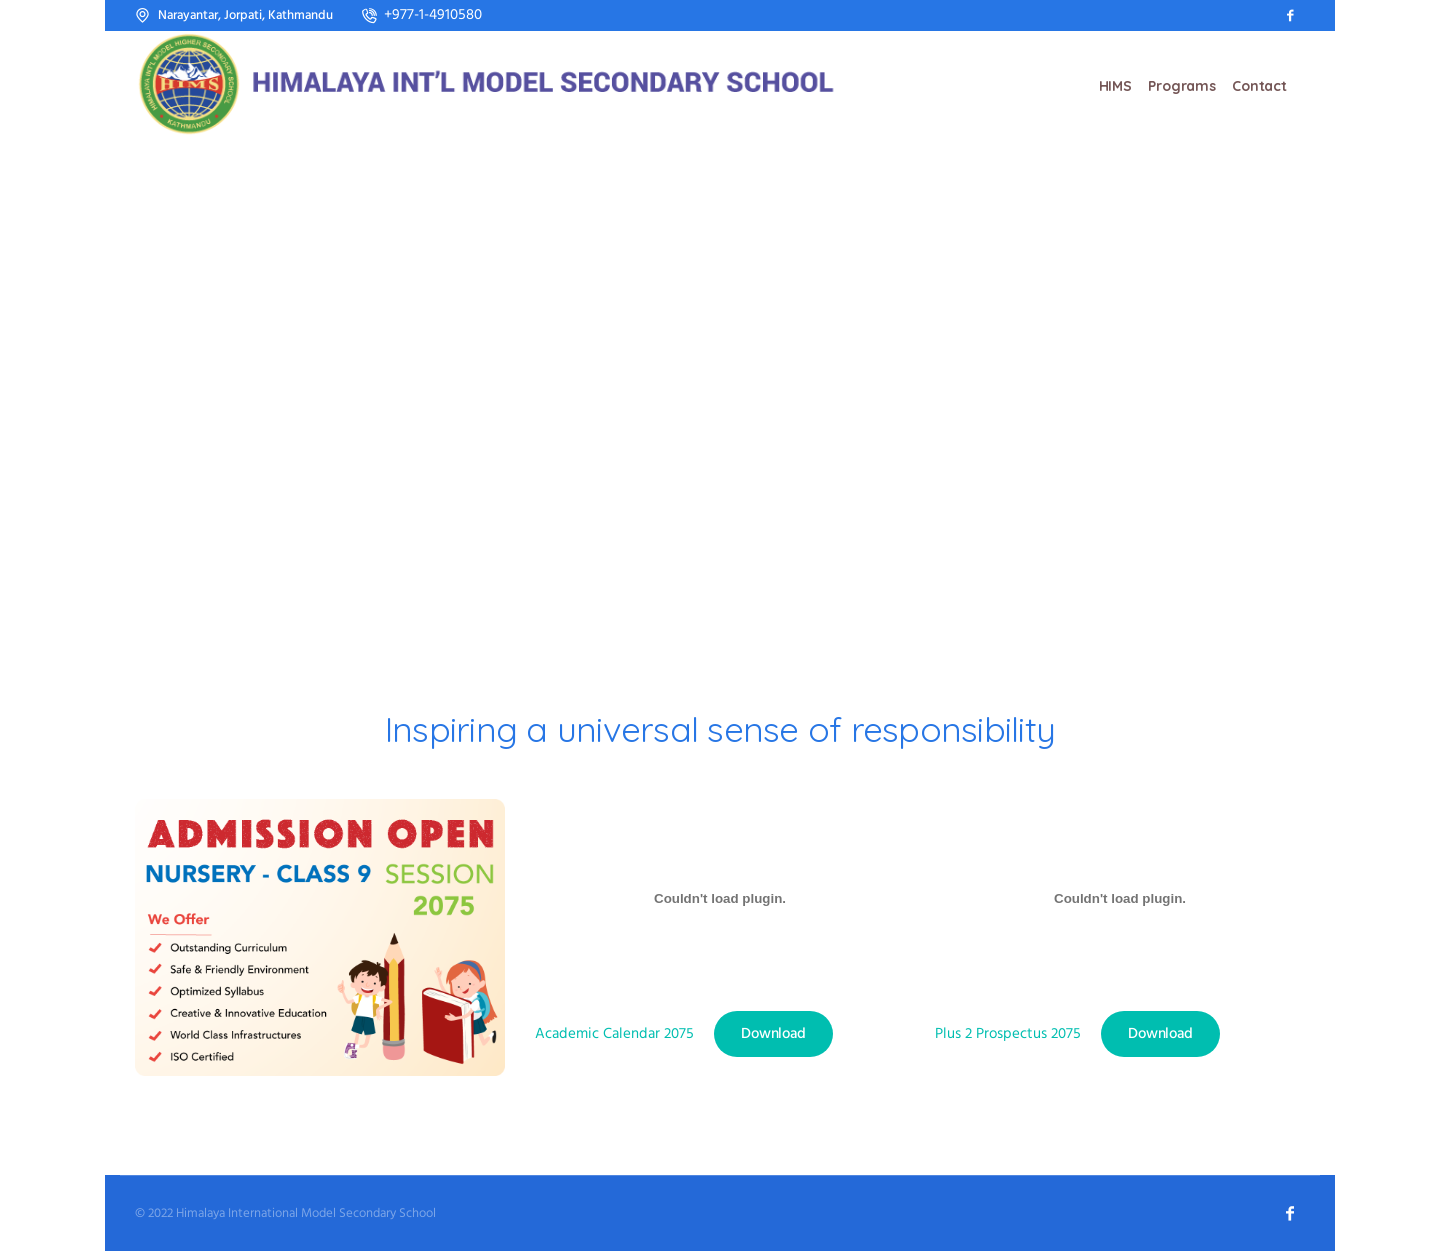 Narayantar, Jorpati, Kathmandu
+977-1-4910580
HIMALAYA INT'L MODEL HIGHER SECONDARY SCHOOL
HIMS
KATHMANDU
HIMALAYA INT'L MODEL SECONDARY SCHOOL
HIMS
Programs
Contact
Inspiring a universal sense of responsibility
ADMISSION OPEN
NURSERY - CLASS 9 SESSION
2075
We Offer
Outstanding Curriculum
Safe & Friendly Environment
Optimized Syllabus
Creative & Innovative Education
World Class Infrastructures
ISO Certified
Couldn't load plugin.
Academic Calendar 2075
Download
Couldn't load plugin.
Plus 2 Prospectus 2075
Download
© 2022 Himalaya International Model Secondary School